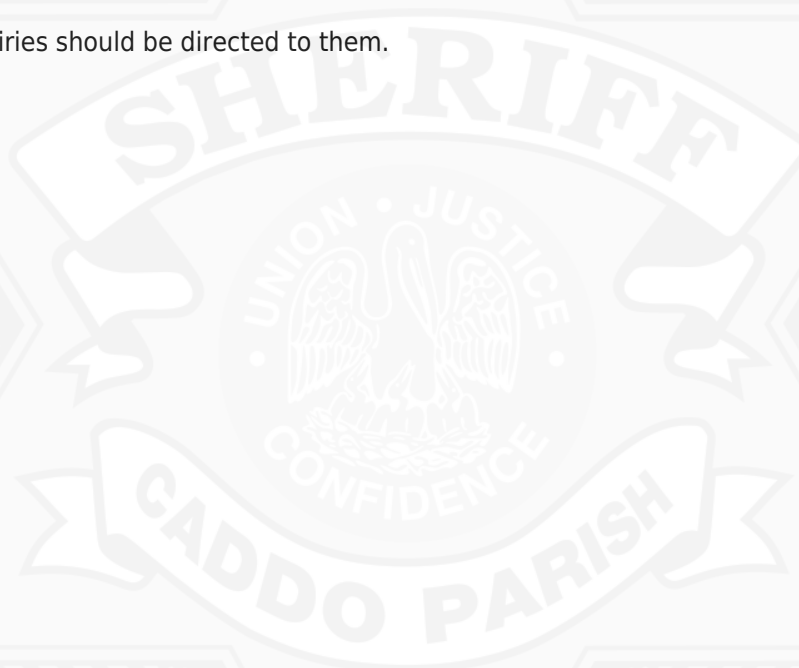 iries should be directed to them.
SHERIFF
UNION • JUSTICE
CONFIDENCE
CADDO PARISH